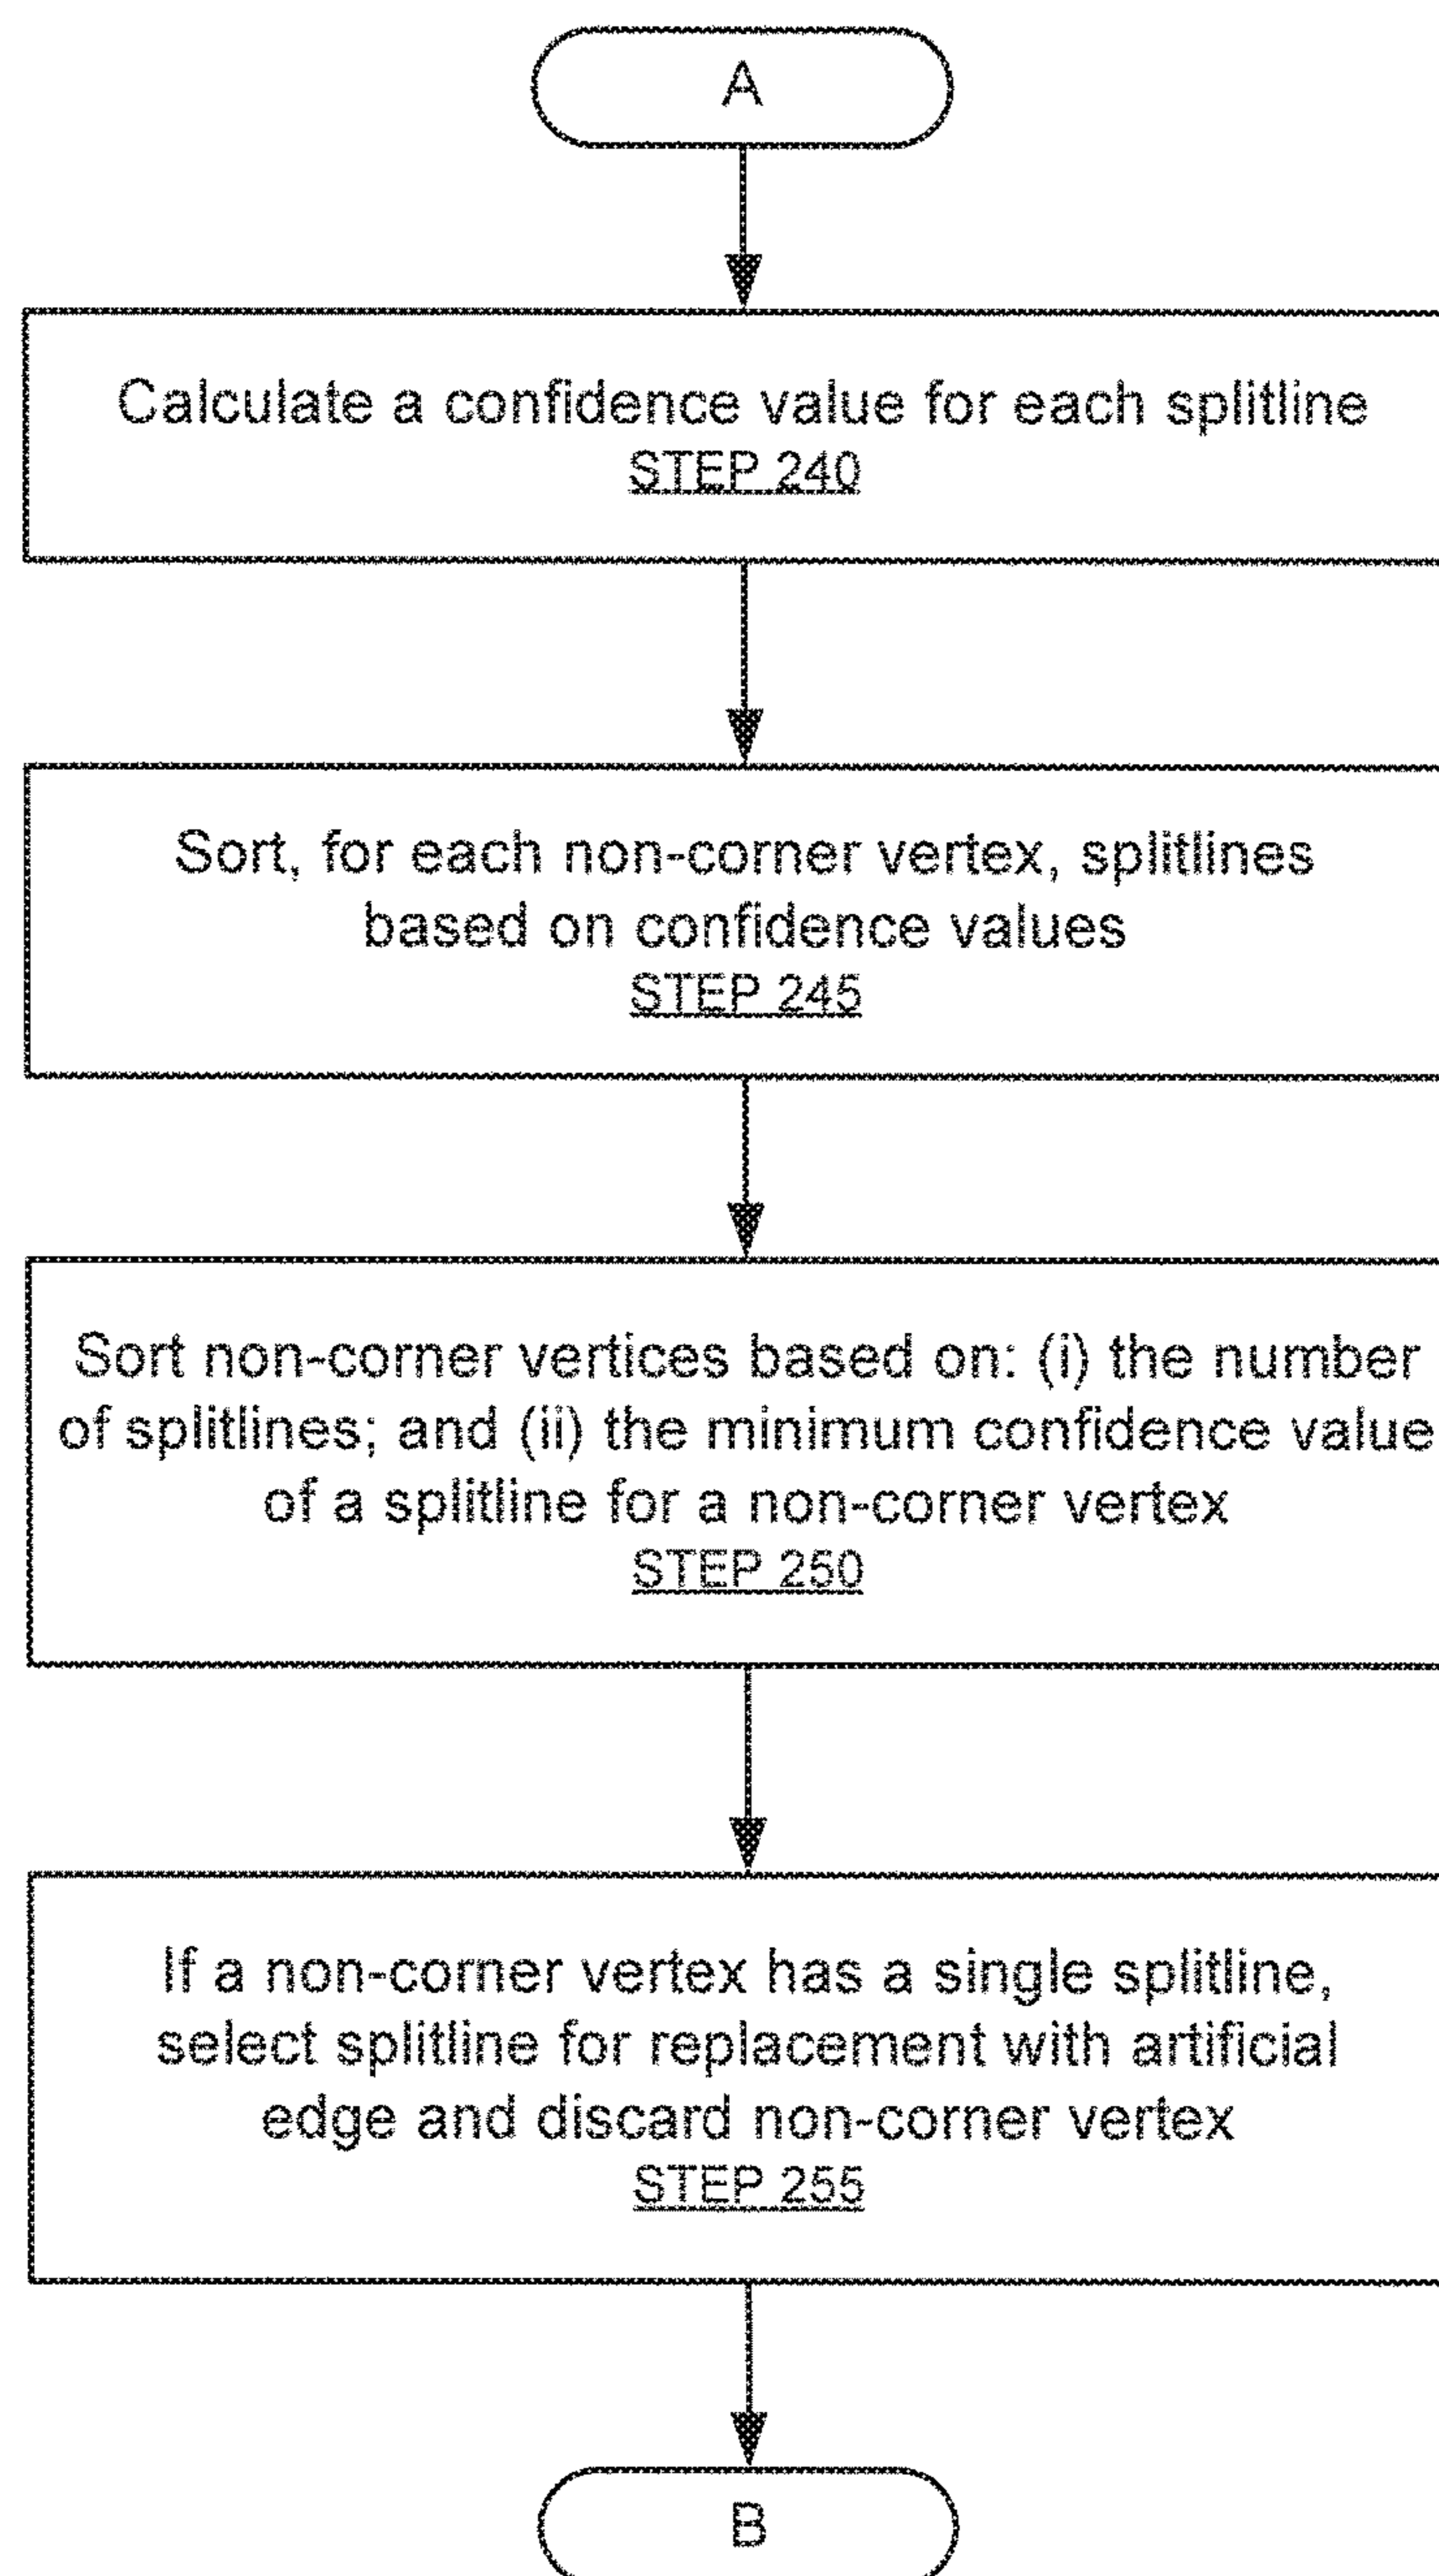 A
Calculate a confidence value for each splitline
STEP 240
Sort, for each non-corner vertex, splitlines
based on confidence values
STEP 245
Sort non-corner vertices based on: (i) the number
of splitlines; and (ii) the minimum confidence value
of a splitline for a non-corner vertex
STEP 250
If a non-corner vertex has a single splitline,
select splitline for replacement with artificial
edge and discard non-corner vertex
STEP 255
B